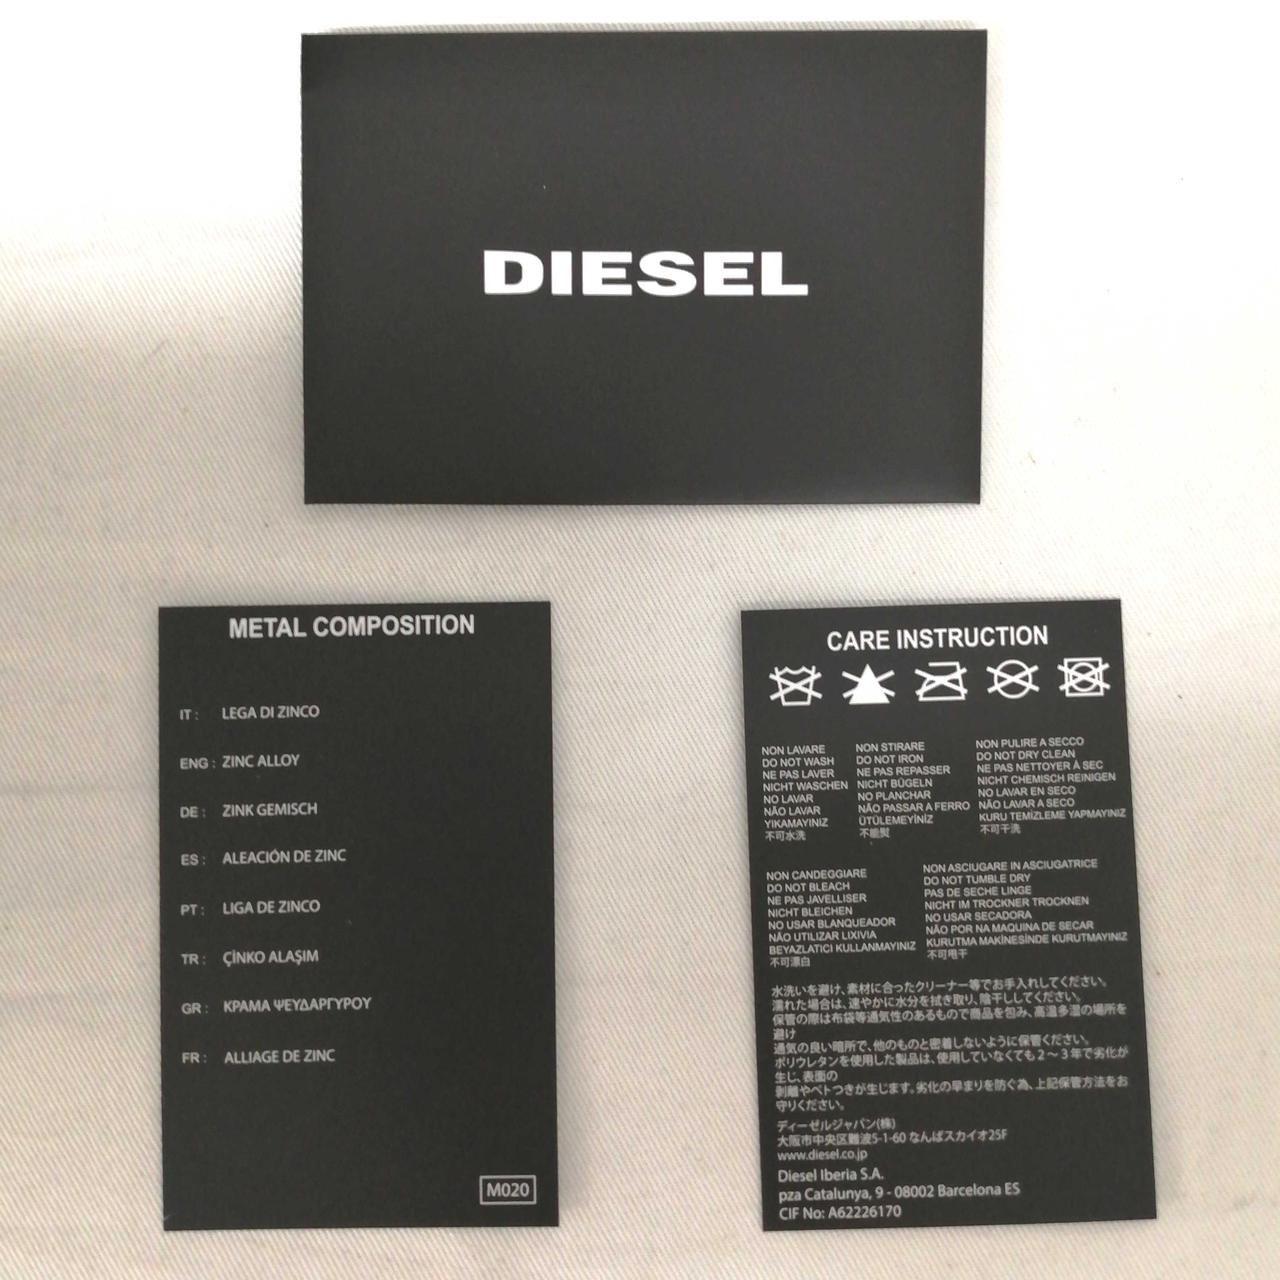 DIESEL
METAL COMPOSITION
IT : LEGA DI ZINCO
ENG : ZINC ALLOY
DE : ZINK GEMISCH
ES : ALEACIÓN DE ZINC
PT : LIGA DE ZINCO
TR : ÇİNKO ALAŞIM
GR : ΚΡΑΜΑ ΨΕΥΔΑΡΓΥΡΟΥ
FR : ALLIAGE DE ZINC
M020
CARE INSTRUCTION
NON LAVARE
DO NOT WASH
NE PAS LAVER
NICHT WASCHEN
NO LAVAR
NÃO LAVAR
YIKAMAYINIZ
不可水洗
NON STIRARE
DO NOT IRON
NE PAS REPASSER
NICHT BÜGELN
NO PLANCHAR
NÃO PASSAR A FERRO
ÜTÜLEMEYİNİZ
不能熨
NON PULIRE A SECCO
DO NOT DRY CLEAN
NE PAS NETTOYER À SEC
NICHT CHEMISCH REINIGEN
NO LAVAR EN SECO
NÃO LAVAR A SECO
KURU TEMİZLEME YAPMAYINIZ
不可干洗
NON CANDEGGIARE
DO NOT BLEACH
NE PAS JAVELLISER
NICHT BLEICHEN
NO USAR BLANQUEADOR
NÃO UTILIZAR LIXIVIA
BEYAZLATICI KULLANMAYINIZ
不可漂白
NON ASCIUGARE IN ASCIUGATRICE
DO NOT TUMBLE DRY
PAS DE SECHE LINGE
NICHT IM TROCKNER TROCKNEN
NO USAR SECADORA
NÃO POR NA MAQUINA DE SECAR
KURUTMA MAKİNESİNDE KURUTMAYINIZ
不可甩干
水洗いを避け、素材に合ったクリーナー等でお手入れしてください。
濡れた場合は、速やかに水分を拭き取り、陰干ししてください。
保管の際は布袋等通気性のあるもので商品を包み、高温多湿の場所を
避け
通気の良い暗所で、他のものと密着しないように保管ください。
ポリウレタンを使用した製品は、使用していなくても2～3年で劣化が
生じ、表面の
剥離やベトつきが生じます。劣化の早まりを防ぐ為、上記保管方法をお
守りください。
ディーゼルジャパン(株)
大阪市中央区難波5-1-60 なんばスカイオ25F
www.diesel.co.jp
Diesel Iberia S.A.
pza Catalunya, 9 - 08002 Barcelona ES
CIF No: A62226170